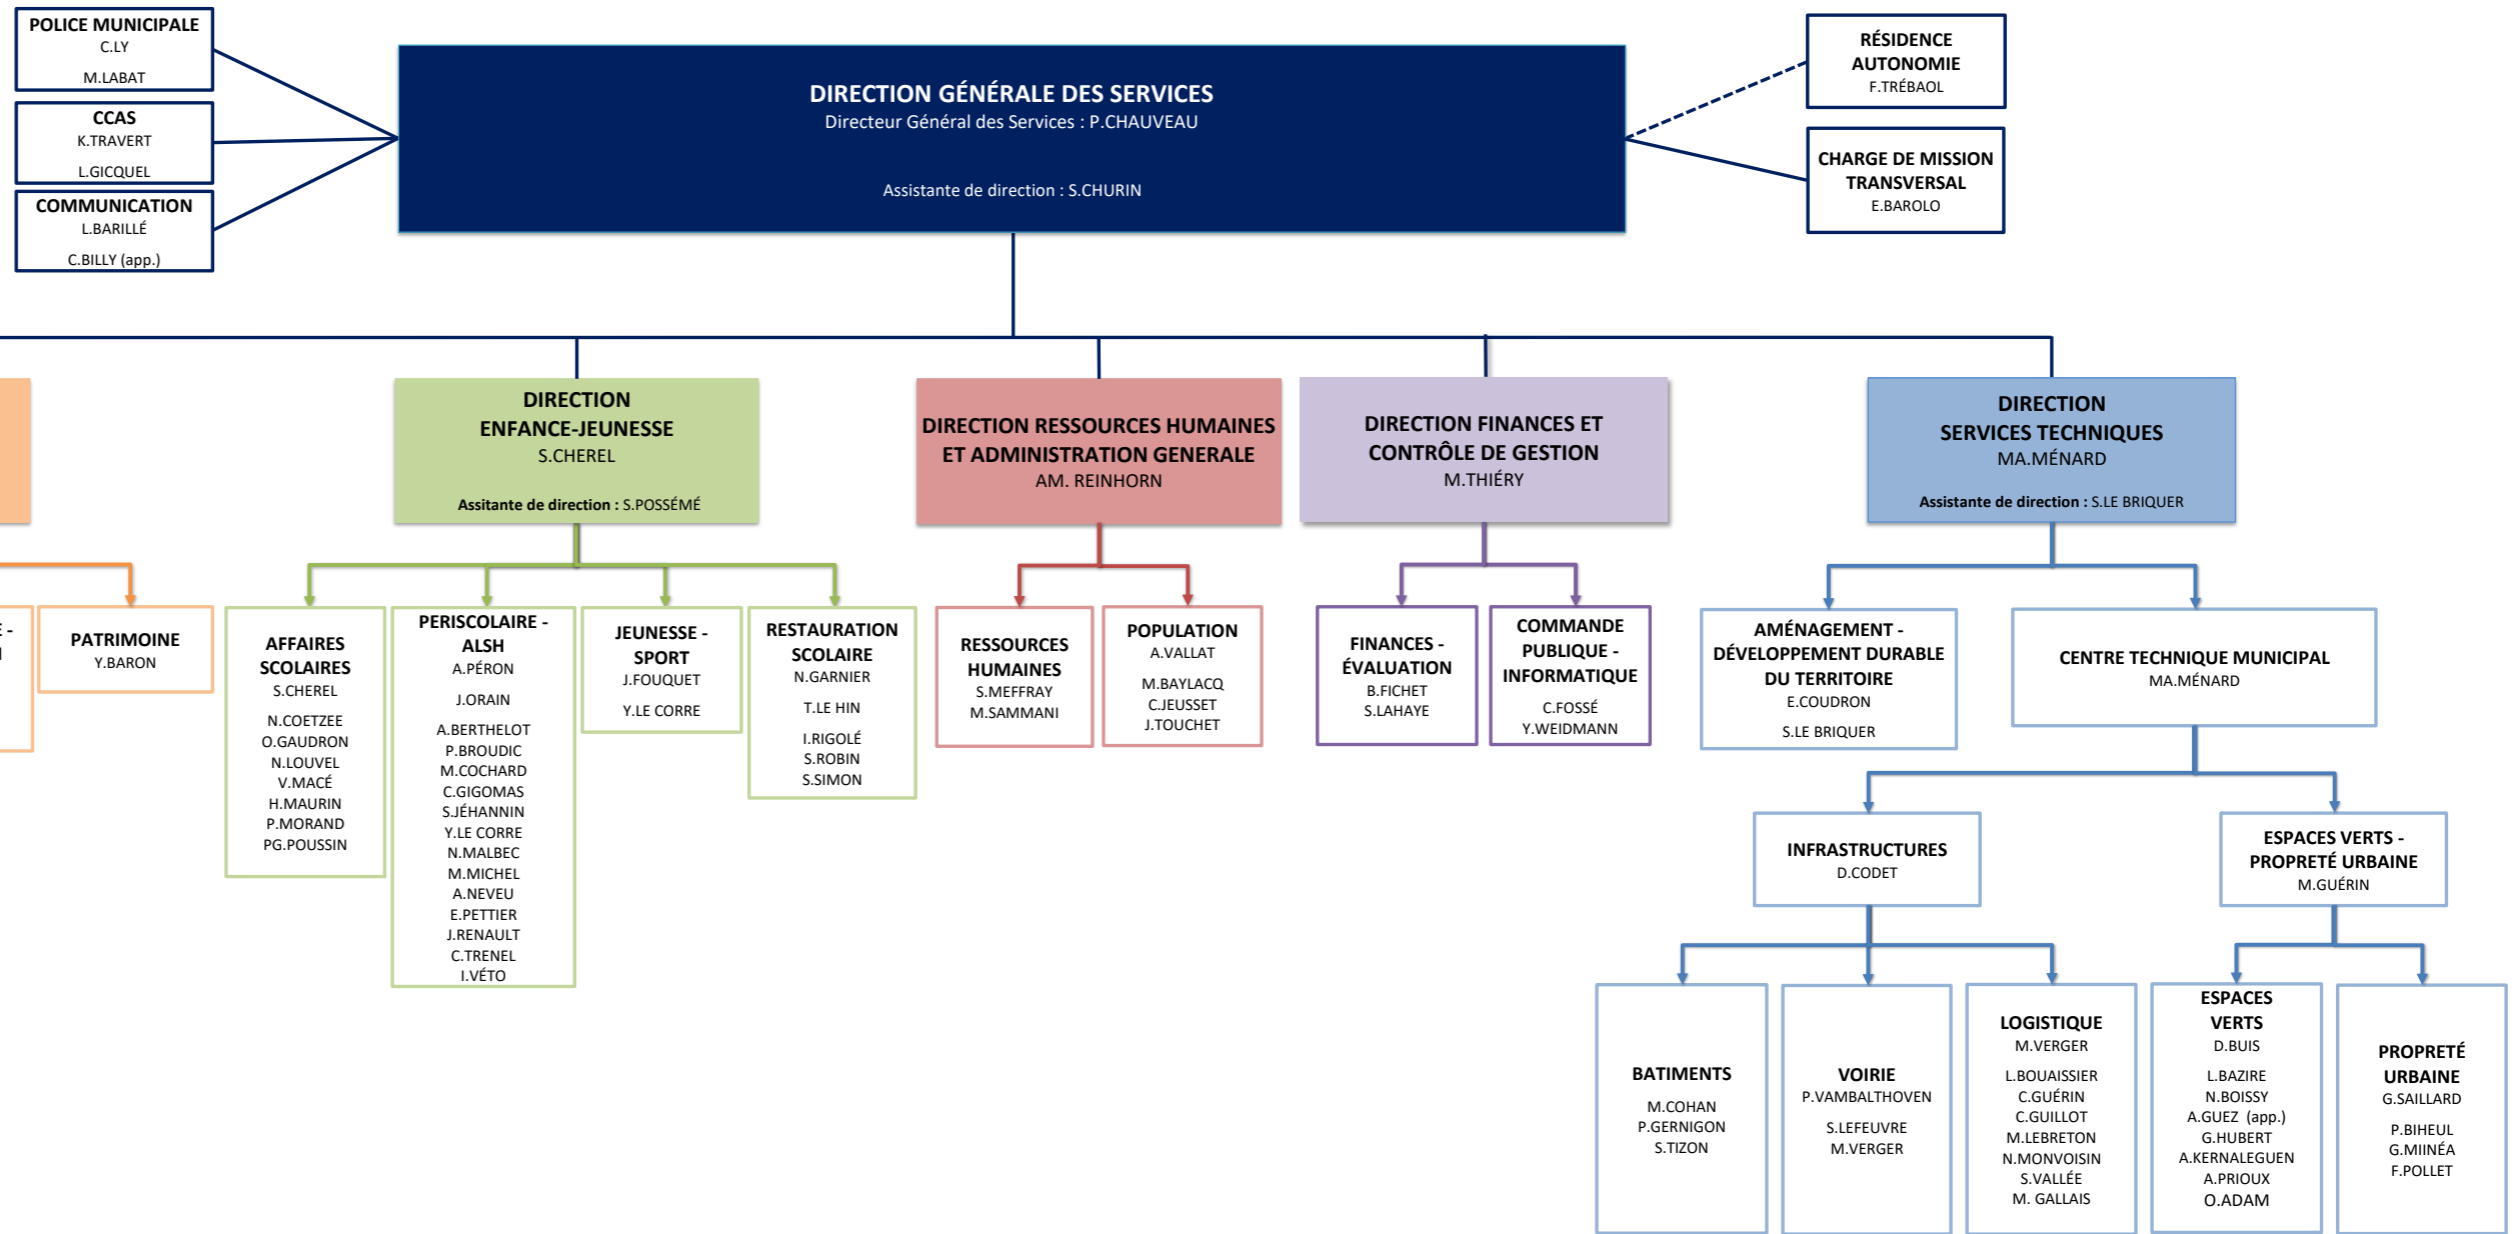 POLICE MUNICIPALE
C.LY
M.LABAT
CCAS
K.TRAVERT
L.GICQUEL
COMMUNICATION
L.BARILLÉ
C.BILLY (app.)
DIRECTION GÉNÉRALE DES SERVICES
Directeur Général des Services : P.CHAUVEAU
Assistante de direction : S.CHURIN
RÉSIDENCE
AUTONOMIE
F.TRÉBAOL
CHARGE DE MISSION
TRANSVERSAL
E.BAROLO
DIRECTION
ENFANCE-JEUNESSE
S.CHEREL
Assitante de direction : S.POSSÉMÉ
DIRECTION RESSOURCES HUMAINES
ET ADMINISTRATION GENERALE
AM. REINHORN
DIRECTION FINANCES ET
CONTRÔLE DE GESTION
M.THIÉRY
DIRECTION
SERVICES TECHNIQUES
MA.MÉNARD
Assistante de direction : S.LE BRIQUER
PATRIMOINE
Y.BARON
AFFAIRES
SCOLAIRES
S.CHEREL
N.COETZEE
O.GAUDRON
N.LOUVEL
V.MACÉ
H.MAURIN
P.MORAND
PG.POUSSIN
PERISCOLAIRE -
ALSH
A.PÉRON
J.ORAIN
A.BERTHELOT
P.BROUDIC
M.COCHARD
C.GIGOMAS
S.JÉHANNIN
Y.LE CORRE
N.MALBEC
M.MICHEL
A.NEVEU
E.PETTIER
J.RENAULT
C.TRENEL
I.VÉTO
JEUNESSE -
SPORT
J.FOUQUET
Y.LE CORRE
RESTAURATION
SCOLAIRE
N.GARNIER
T.LE HIN
I.RIGOLÉ
S.ROBIN
S.SIMON
RESSOURCES
HUMAINES
S.MEFFRAY
M.SAMMANI
POPULATION
A.VALLAT
M.BAYLACQ
C.JEUSSET
J.TOUCHET
FINANCES -
ÉVALUATION
B.FICHET
S.LAHAYE
COMMANDE
PUBLIQUE -
INFORMATIQUE
C.FOSSÉ
Y.WEIDMANN
AMÉNAGEMENT -
DÉVELOPPEMENT DURABLE
DU TERRITOIRE
E.COUDRON
S.LE BRIQUER
CENTRE TECHNIQUE MUNICIPAL
MA.MÉNARD
INFRASTRUCTURES
D.CODET
ESPACES VERTS -
PROPRETÉ URBAINE
M.GUÉRIN
BATIMENTS
M.COHAN
P.GERNIGON
S.TIZON
VOIRIE
P.VAMBALTHOVEN
S.LEFEUVRE
M.VERGER
LOGISTIQUE
M.VERGER
L.BOUAISSIER
C.GUÉRIN
C.GUILLOT
M.LEBRETON
N.MONVOISIN
S.VALLÉE
M. GALLAIS
ESPACES
VERTS
D.BUIS
L.BAZIRE
N.BOISSY
A.GUEZ (app.)
G.HUBERT
A.KERNALEGUEN
A.PRIOUX
O.ADAM
PROPRETÉ
URBAINE
G.SAILLARD
P.BIHEUL
G.MIINÉA
F.POLLET